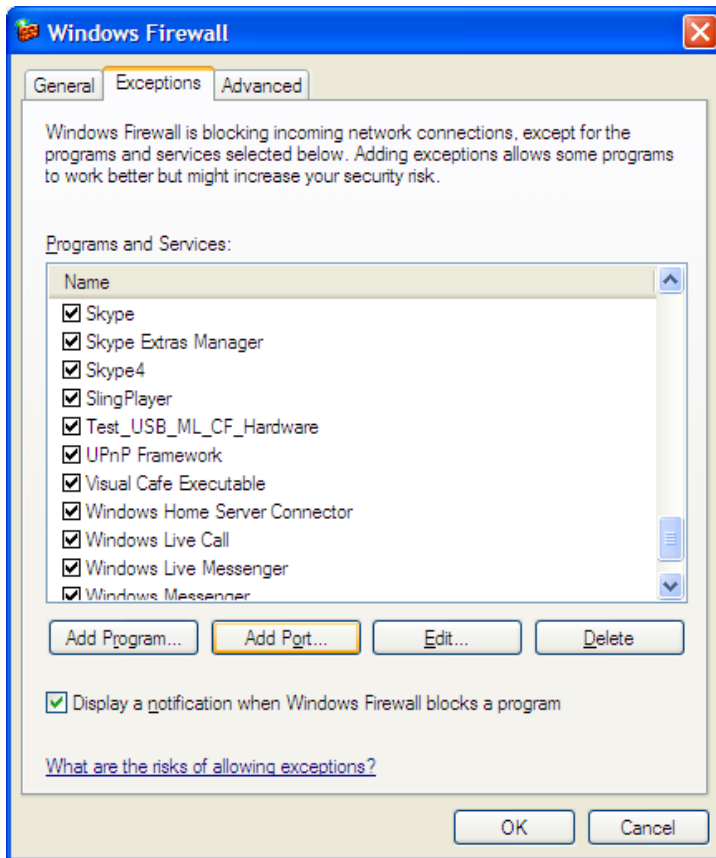 Windows Firewall
General Exceptions Advanced
Windows Firewall is blocking incoming network connections, except for the
programs and services selected below. Adding exceptions allows some programs
to work better but might increase your security risk.
Programs and Services:
Name
Skype
Skype Extras Manager
Skype4
SlingPlayer
Test_USB_ML_CF_Hardware
UPnP Framework
Visual Cafe Executable
Windows Home Server Connector
Windows Live Call
Windows Live Messenger
Windows Messenger
Add Program... Add Port... Edit... Delete
Display a notification when Windows Firewall blocks a program
What are the risks of allowing exceptions?
OK Cancel